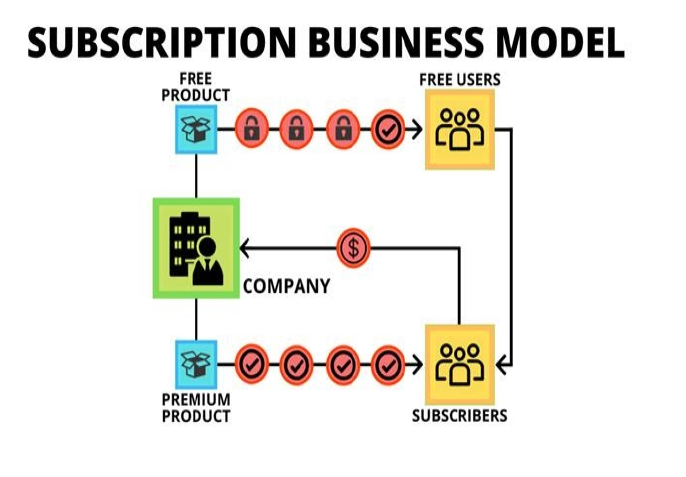 SUBSCRIPTION BUSINESS MODEL
FREE
PRODUCT
FREE USERS
$
COMPANY
PREMIUM
PRODUCT
SUBSCRIBERS